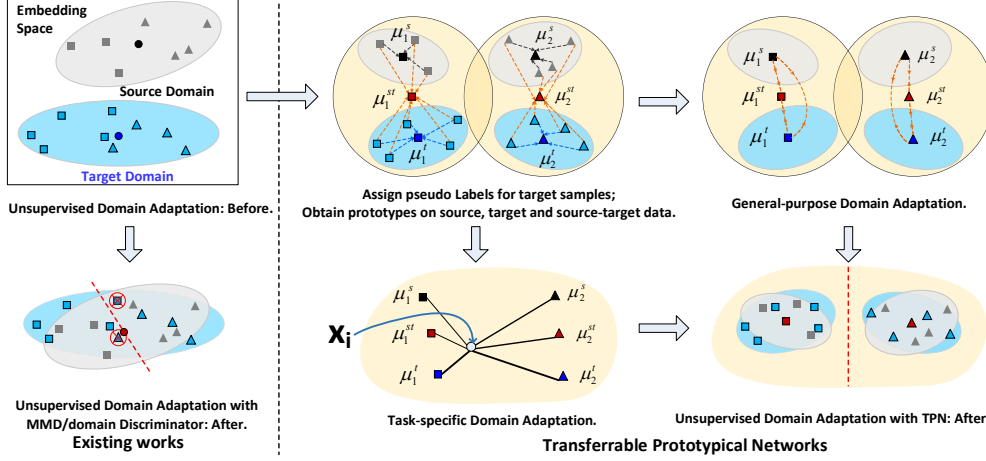 Embedding
Space
Source Domain
Target Domain
Unsupervised Domain Adaptation: Before.
Unsupervised Domain Adaptation with
MMD/domain Discriminator: After.
Existing works
μ₁ˢ
μ₂ˢ
μ₁ˢᵗ
μ₂ˢᵗ
μ₁ᵗ
μ₂ᵗ
Assign pseudo Labels for target samples;
Obtain prototypes on source, target and source-target data.
μ₁ˢ
μ₂ˢ
μ₁ˢᵗ
μ₂ˢᵗ
μ₁ᵗ
μ₂ᵗ
General-purpose Domain Adaptation.
μ₁ˢ
μ₂ˢ
Xᵢ
μ₁ˢᵗ
μ₂ˢᵗ
μ₁ᵗ
μ₂ᵗ
Task-specific Domain Adaptation.
Unsupervised Domain Adaptation with TPN: After
Transferrable Prototypical Networks